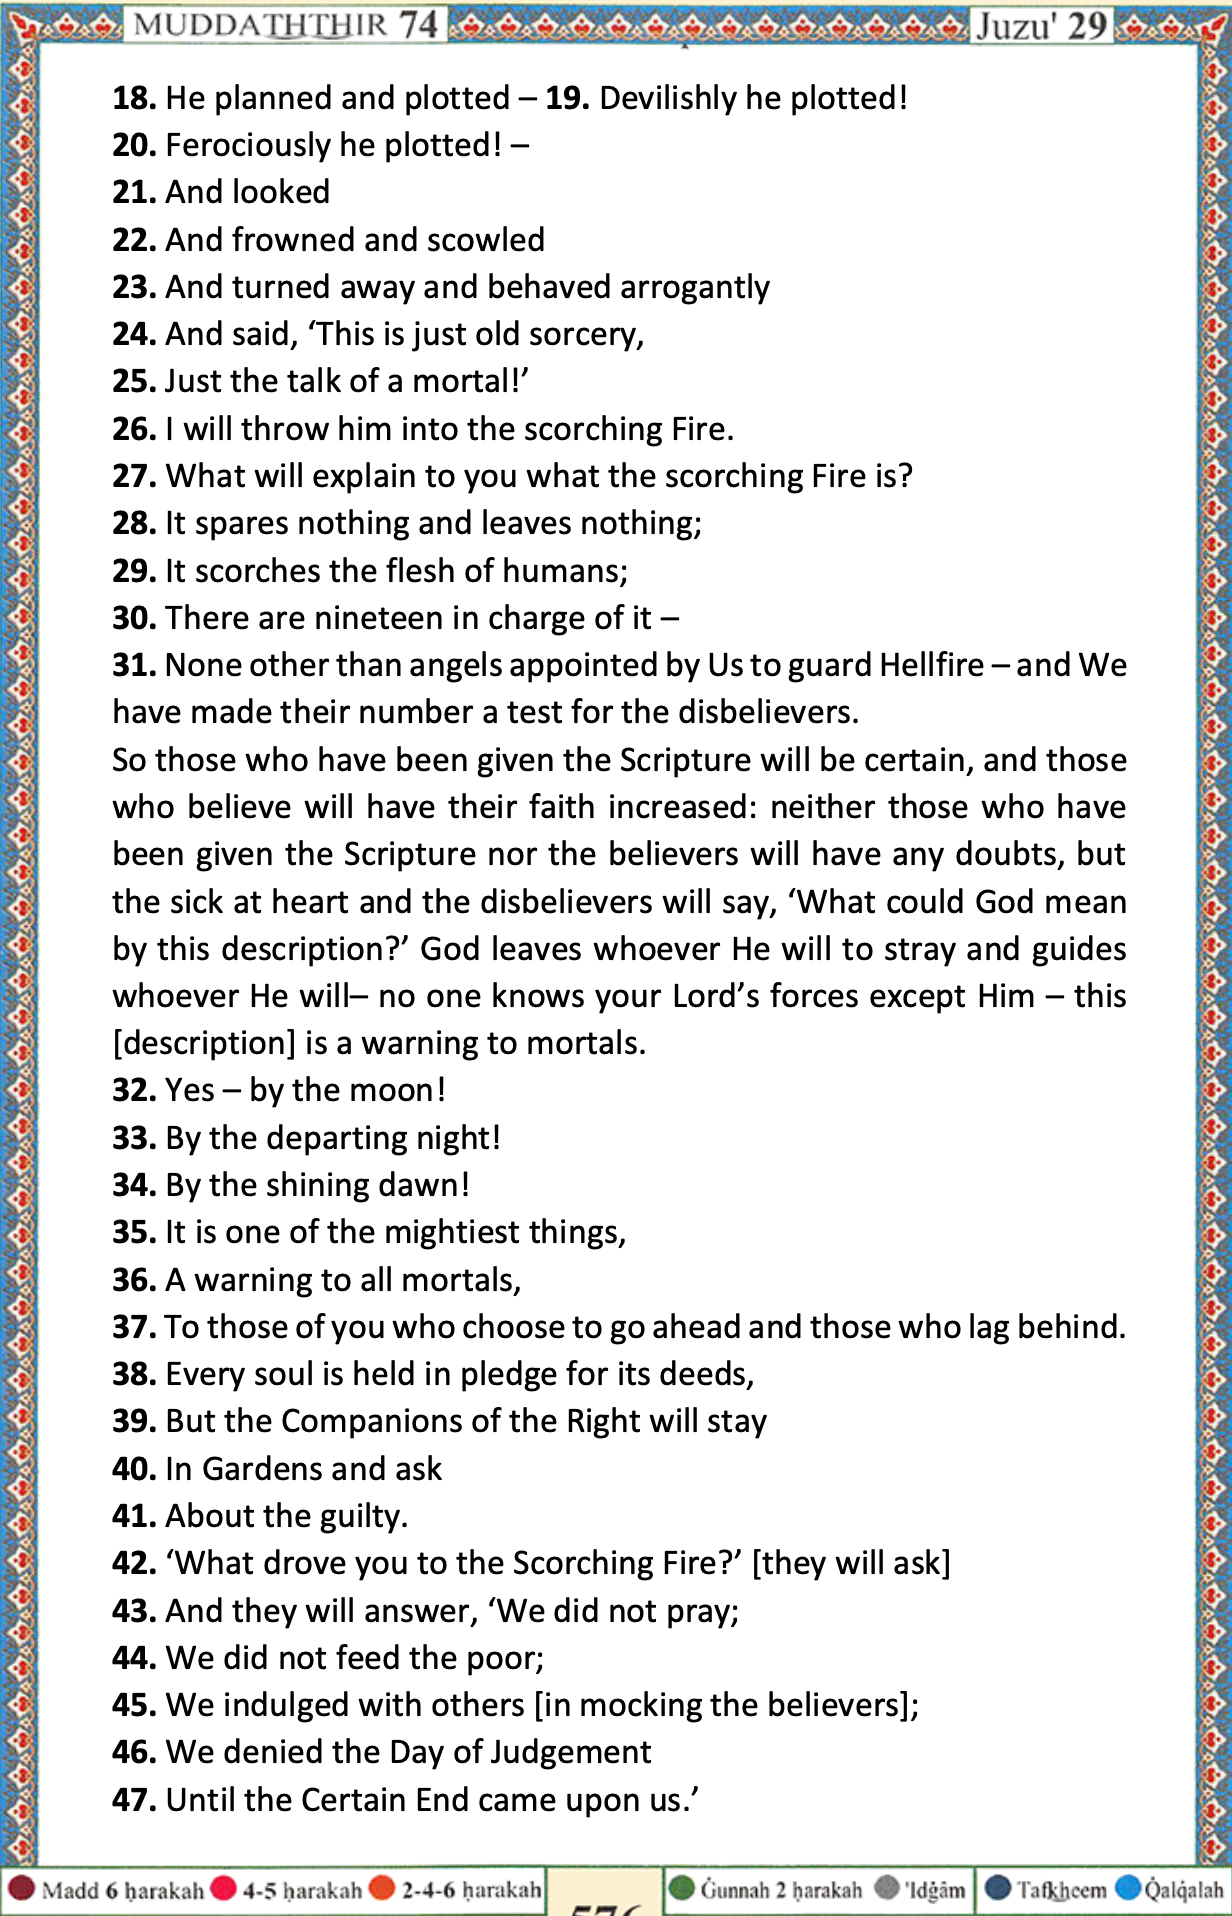 MUDDATHTHIR 74
Juzu' 29
18. He planned and plotted – 19. Devilishly he plotted!
20. Ferociously he plotted! –
21. And looked
22. And frowned and scowled
23. And turned away and behaved arrogantly
24. And said, ‘This is just old sorcery,
25. Just the talk of a mortal!’
26. I will throw him into the scorching Fire.
27. What will explain to you what the scorching Fire is?
28. It spares nothing and leaves nothing;
29. It scorches the flesh of humans;
30. There are nineteen in charge of it –
31. None other than angels appointed by Us to guard Hellfire – and We
have made their number a test for the disbelievers.
So those who have been given the Scripture will be certain, and those
who believe will have their faith increased: neither those who have
been given the Scripture nor the believers will have any doubts, but
the sick at heart and the disbelievers will say, ‘What could God mean
by this description?’ God leaves whoever He will to stray and guides
whoever He will– no one knows your Lord’s forces except Him – this
[description] is a warning to mortals.
32. Yes – by the moon!
33. By the departing night!
34. By the shining dawn!
35. It is one of the mightiest things,
36. A warning to all mortals,
37. To those of you who choose to go ahead and those who lag behind.
38. Every soul is held in pledge for its deeds,
39. But the Companions of the Right will stay
40. In Gardens and ask
41. About the guilty.
42. ‘What drove you to the Scorching Fire?’ [they will ask]
43. And they will answer, ‘We did not pray;
44. We did not feed the poor;
45. We indulged with others [in mocking the believers];
46. We denied the Day of Judgement
47. Until the Certain End came upon us.’
Madd 6 ḥarakah 4-5 ḥarakah 2-4-6 ḥarakah 576 Ġunnah 2 ḥarakah 'Idġâm Tafkheem Q̇alq̇alah